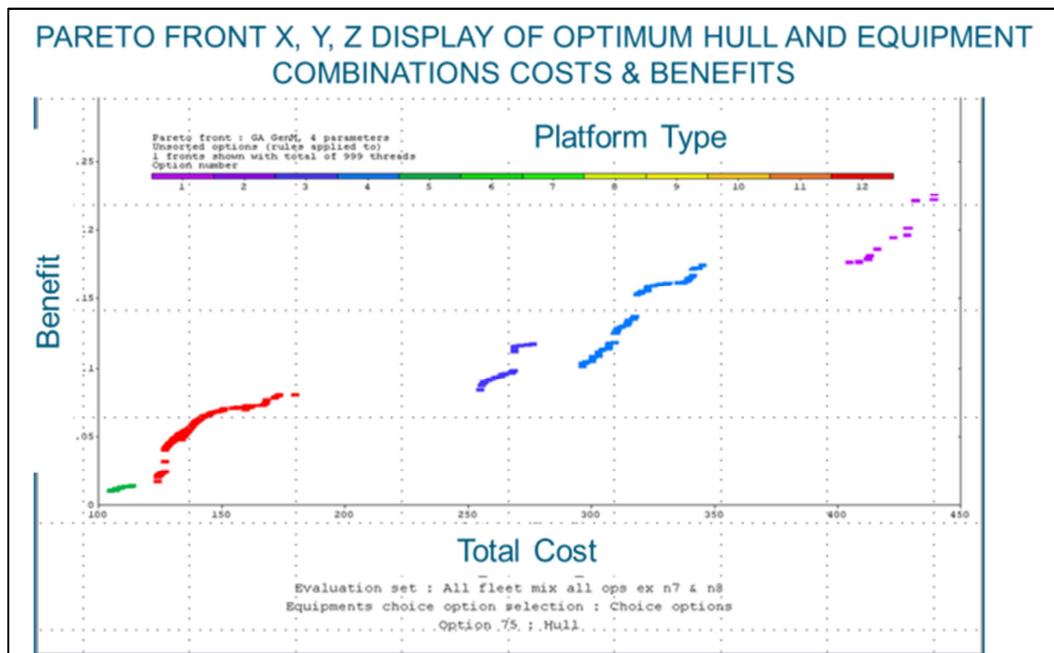 PARETO FRONT X, Y, Z DISPLAY OF OPTIMUM HULL AND EQUIPMENT
COMBINATIONS COSTS & BENEFITS
Pareto front : GA GenM, 4 parameters
Unsorted options (rules applied to)
1 fronts shown with total of 999 threads
Option number
Platform Type
1 2 3 4 5 6 7 8 9 10 11 12
Benefit
.25
.2
.15
.1
.05
0
100 150 200 250 300 350 400 450
Total Cost
Evaluation set : All fleet mix all ops ex n7 & n8
Equipments choice option selection : Choice options
Option 75 : Hull